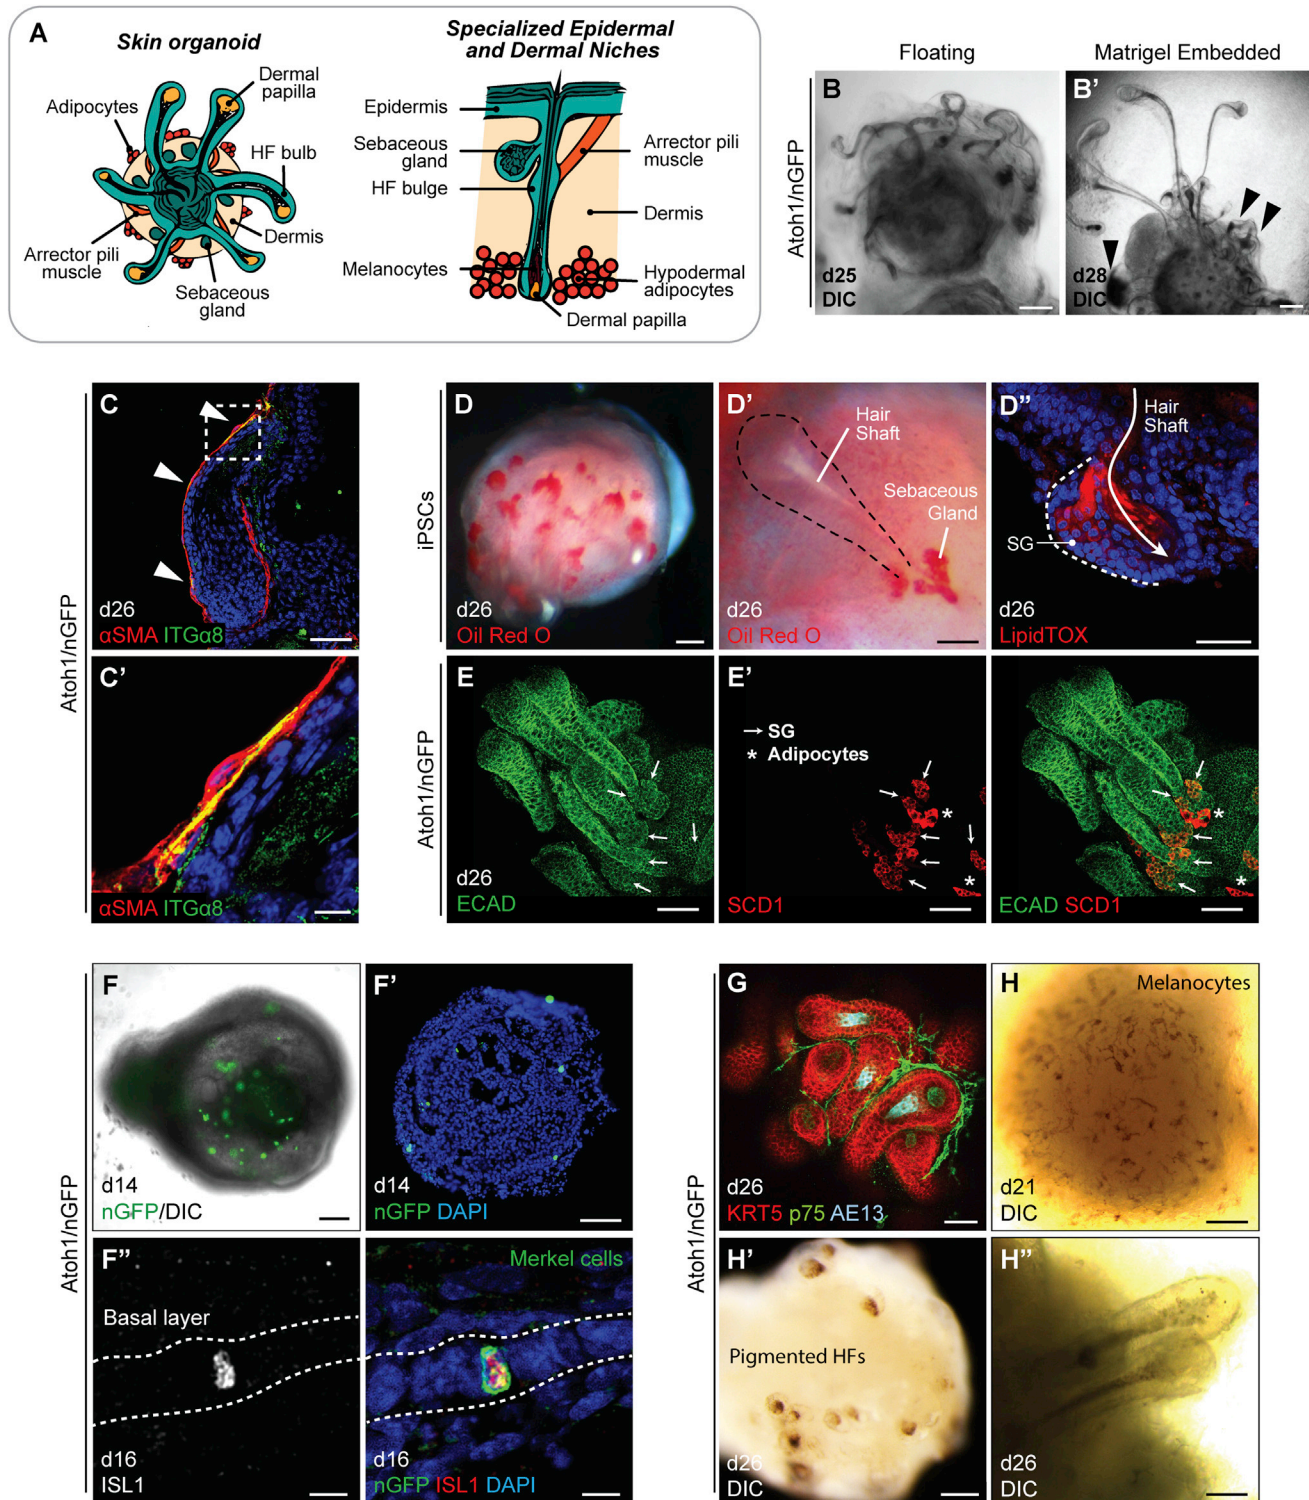 A
Skin organoid
Dermal
papilla
Adipocytes
HF bulb
Arrector pili
muscle
Dermis
Sebaceous
gland
Specialized Epidermal
and Dermal Niches
Epidermis
Sebaceous
gland
HF bulge
Melanocytes
Arrector pili
muscle
Dermis
Hypodermal
adipocytes
Dermal papilla
Floating
Matrigel Embedded
Atoh1/nGFP
B
d25
DIC
B'
d28
DIC
Atoh1/nGFP
C
d26
αSMA ITGα8
C'
αSMA ITGα8
iPSCs
D
d26
Oil Red O
D'
Hair
Shaft
Sebaceous
Gland
d26
Oil Red O
D"
Hair
Shaft
SG
d26
LipidTOX
Atoh1/nGFP
E
d26
ECAD
E'
→ SG
* Adipocytes
*
*
SCD1
*
*
ECAD SCD1
Atoh1/nGFP
F
d14
nGFP/DIC
F'
d14
nGFP DAPI
F"
Basal layer
d16
ISL1
Merkel cells
d16
nGFP ISL1 DAPI
Atoh1/nGFP
G
d26
KRT5 p75 AE13
H
Melanocytes
d21
DIC
H'
Pigmented HFs
d26
DIC
H"
d26
DIC